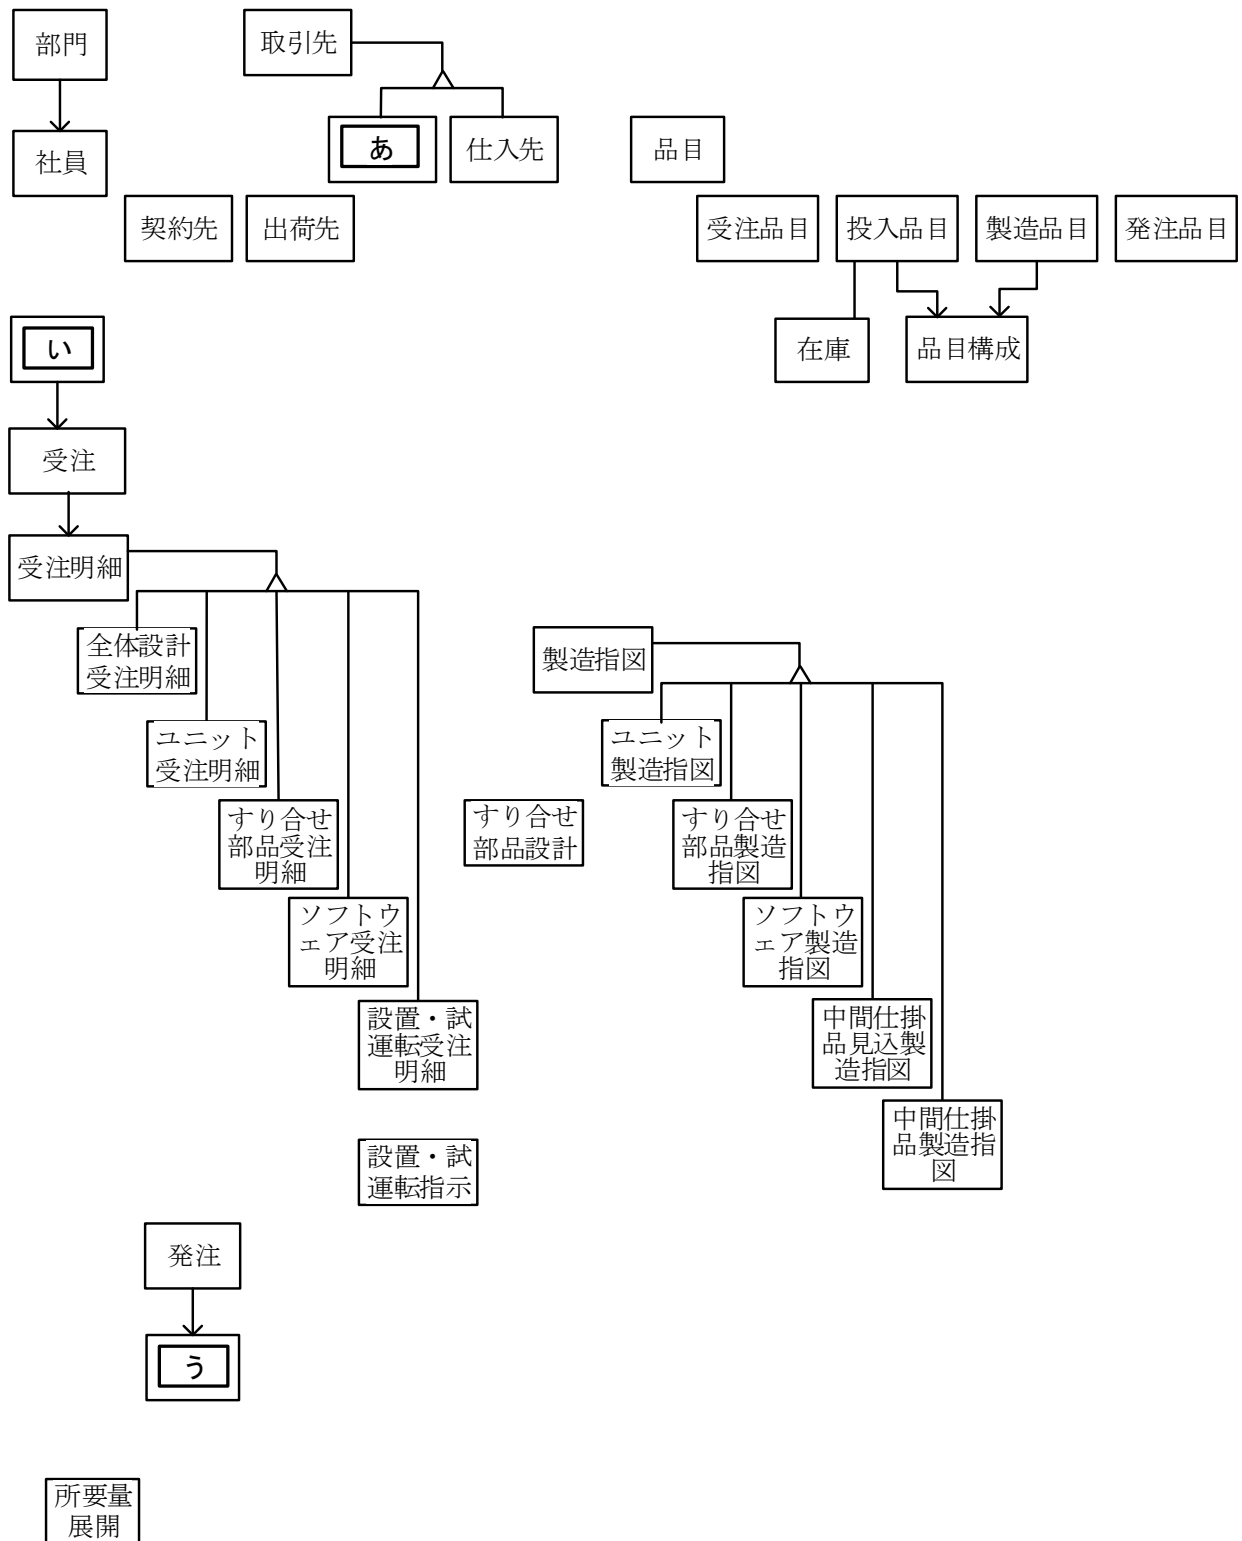 部門
取引先
社員
あ
仕入先
品目
契約先
出荷先
受注品目
投入品目
製造品目
発注品目
い
在庫
品目構成
受注
受注明細
全体設計
受注明細
製造指図
ユニット
受注明細
ユニット
製造指図
すり合せ
部品受注
明細
すり合せ
部品設計
すり合せ
部品製造
指図
ソフトウ
ェア受注
明細
ソフトウ
ェア製造
指図
設置・試
運転受注
明細
中間仕掛
品見込製
造指図
中間仕掛
品製造指
図
設置・試
運転指示
発注
う
所要量
展開